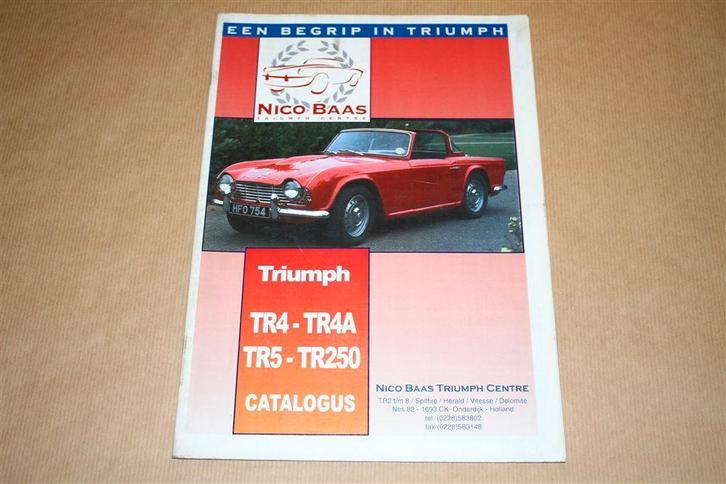 EEN BEGRIP IN TRIUMPH
NICO BAAS
TRIUMPH CENTRE
HFO 754
Triumph
TR4 - TR4A
TR5 - TR250
CATALOGUS
NICO BAAS TRIUMPH CENTRE
TR2 t/m 8 / Spitfire / Herald / Vitesse / Dolomite
Nes 82 - 1693 CK Onderdijk - Holland
tel. (0228)583802
fax (0228)583148